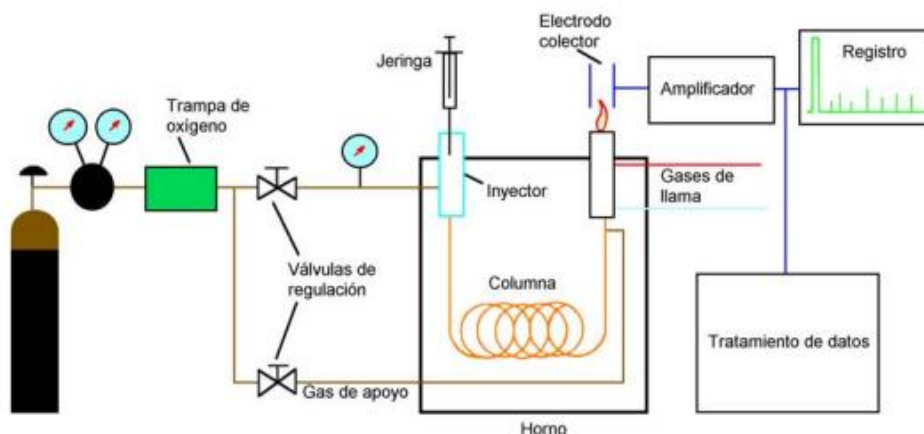 Electrodo
colector
Jeringa
Amplificador
Registro
Trampa de
oxígeno
Inyector
Gases de
llama
Válvulas de
regulación
Columna
Tratamiento de datos
Gas de apoyo
Horno